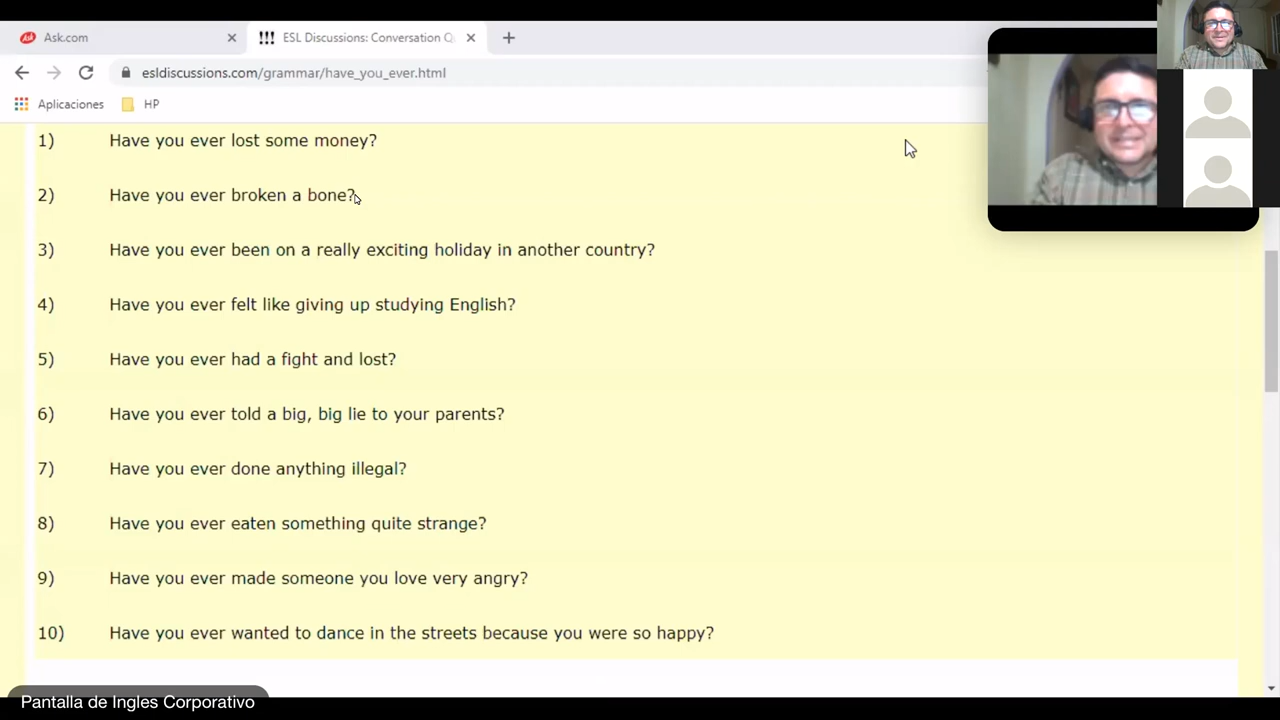 Ask.com
ESL Discussions: Conversation Q
esldiscussions.com/grammar/have_you_ever.html
Aplicaciones
HP
1) Have you ever lost some money?
2) Have you ever broken a bone?
3) Have you ever been on a really exciting holiday in another country?
4) Have you ever felt like giving up studying English?
5) Have you ever had a fight and lost?
6) Have you ever told a big, big lie to your parents?
7) Have you ever done anything illegal?
8) Have you ever eaten something quite strange?
9) Have you ever made someone you love very angry?
10) Have you ever wanted to dance in the streets because you were so happy?
Pantalla de Ingles Corporativo